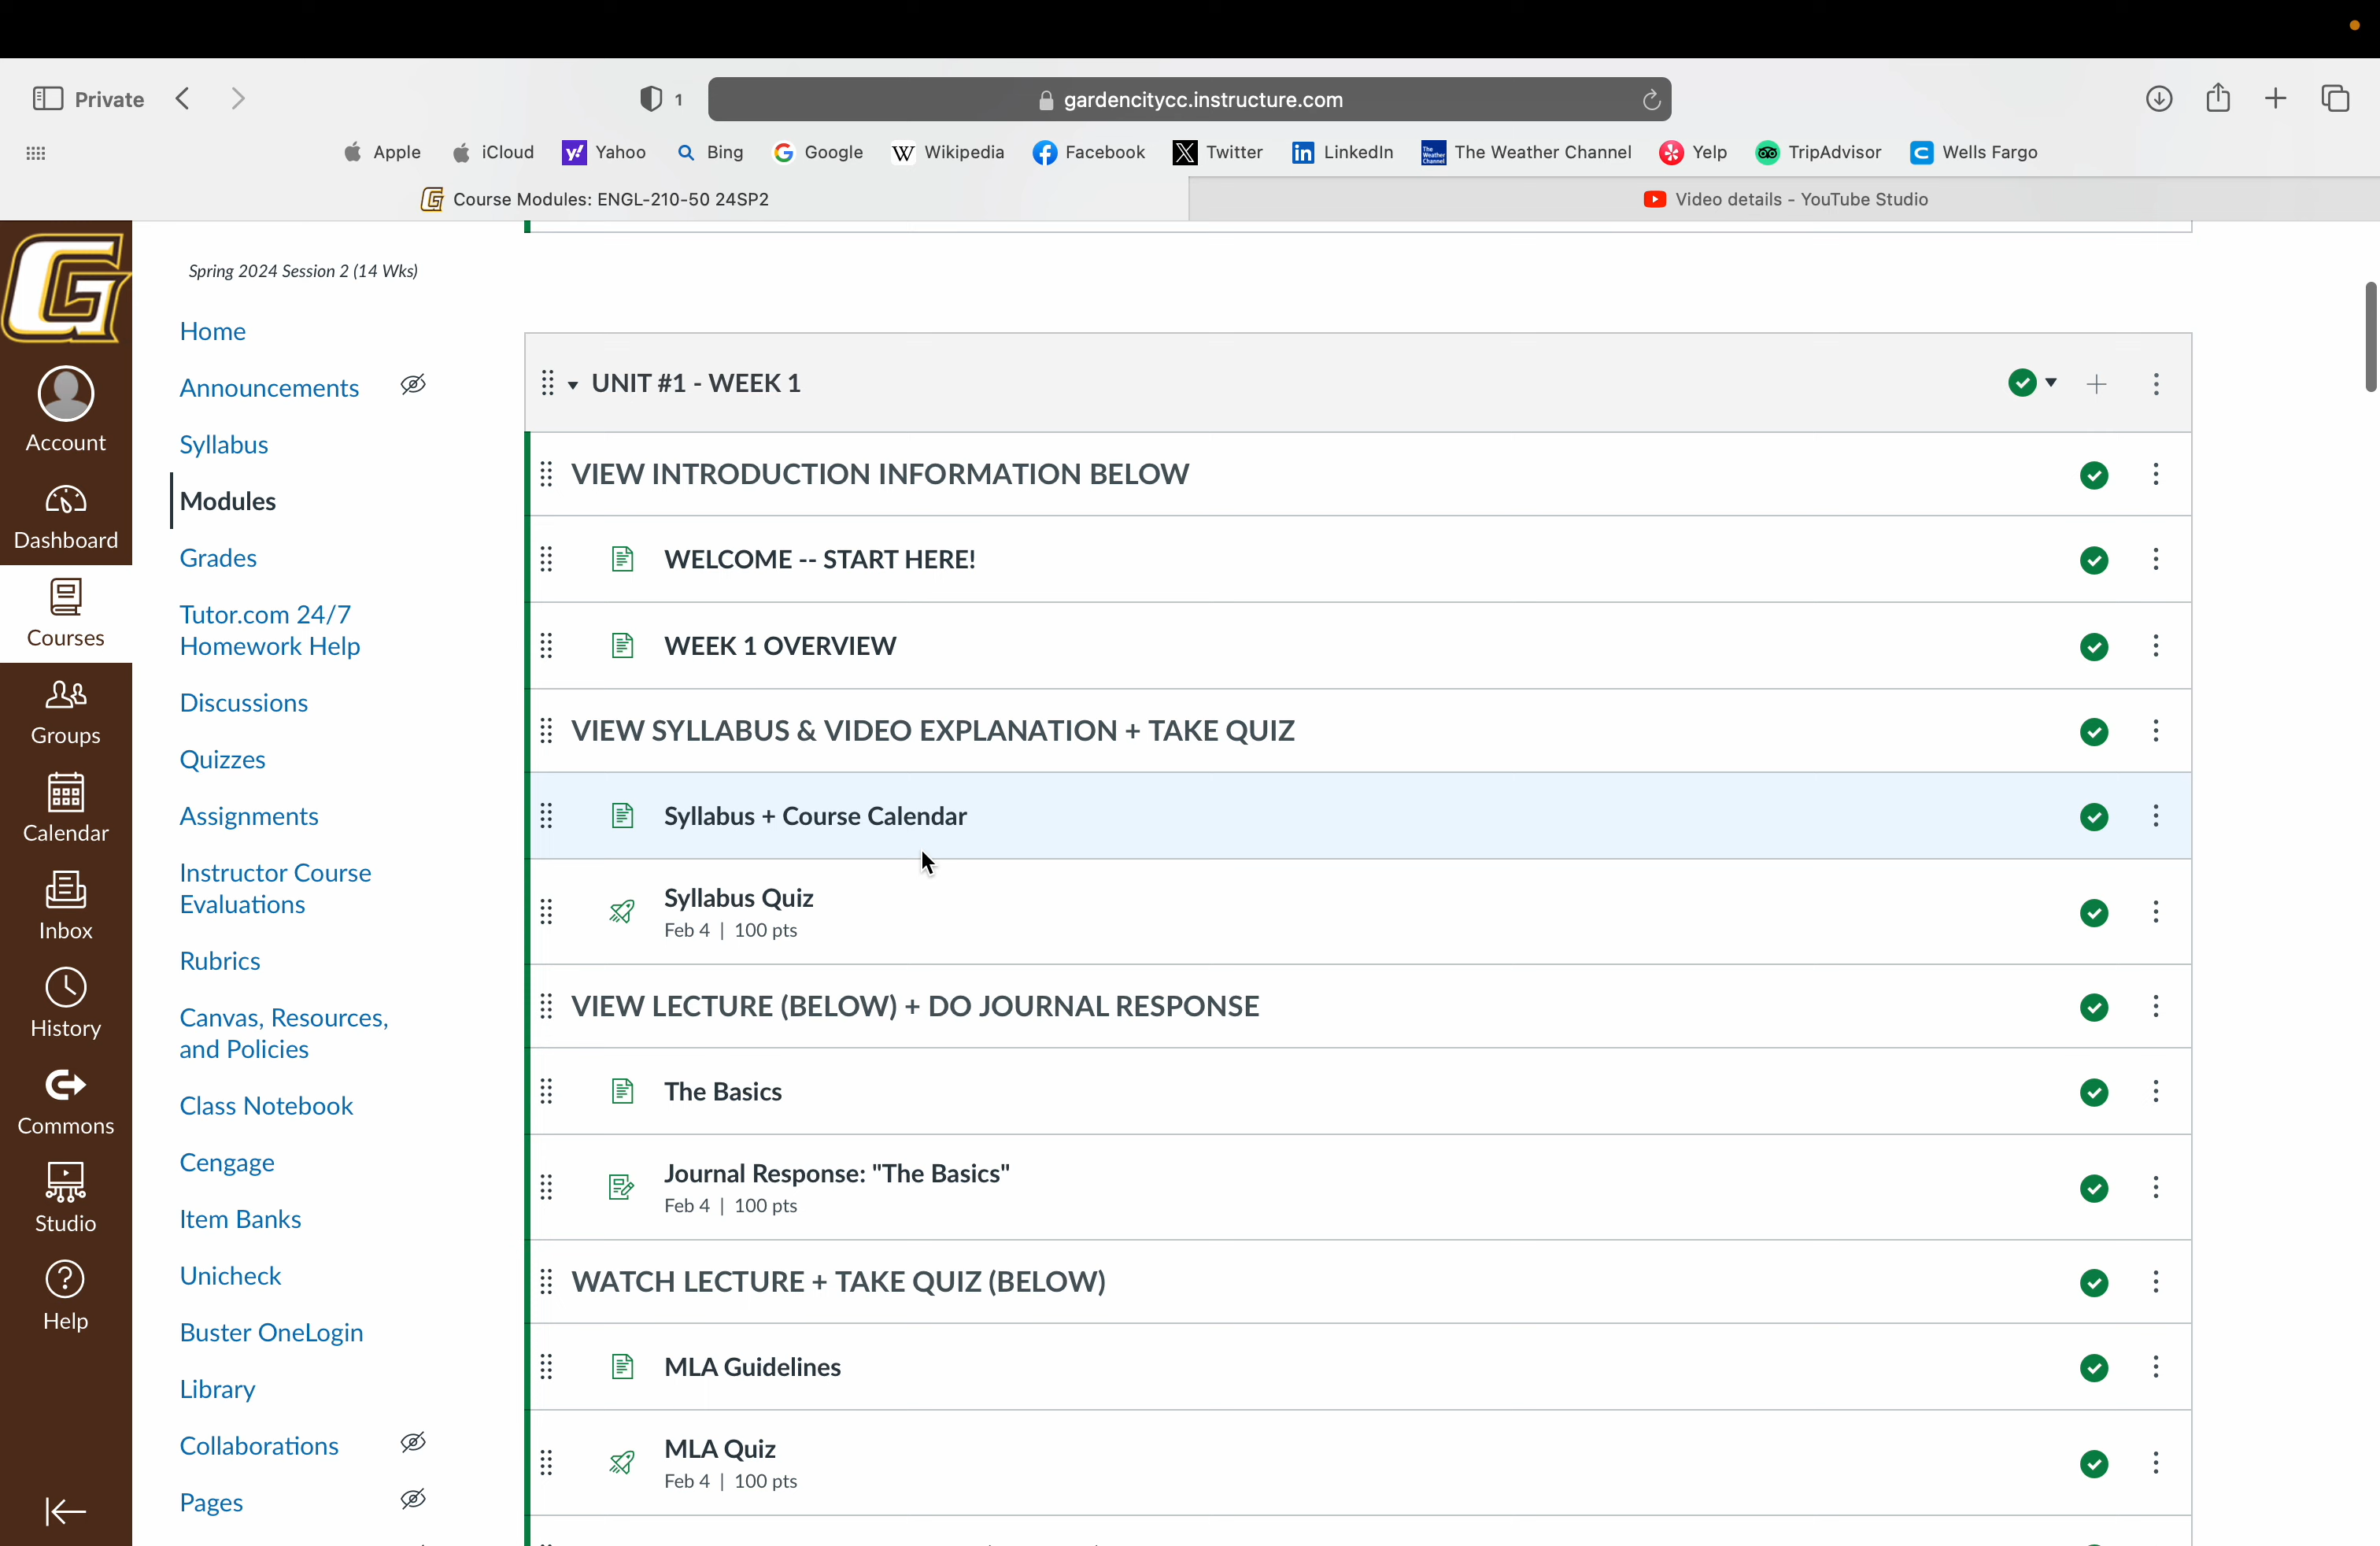 Private
1
gardencitycc.instructure.com
Apple
iCloud
Yahoo
Bing
Google
Wikipedia
Facebook
Twitter
LinkedIn
The Weather Channel
Yelp
TripAdvisor
Wells Fargo
Course Modules: ENGL-210-50 24SP2
Video details - YouTube Studio
Account
Dashboard
Courses
Groups
Calendar
Inbox
History
Commons
Studio
Help
Spring 2024 Session 2 (14 Wks)
Home
Announcements
Syllabus
Modules
Grades
Tutor.com 24/7
Homework Help
Discussions
Quizzes
Assignments
Instructor Course
Evaluations
Rubrics
Canvas, Resources,
and Policies
Class Notebook
Cengage
Item Banks
Unicheck
Buster OneLogin
Library
Collaborations
Pages
UNIT #1 - WEEK 1
VIEW INTRODUCTION INFORMATION BELOW
WELCOME -- START HERE!
WEEK 1 OVERVIEW
VIEW SYLLABUS & VIDEO EXPLANATION + TAKE QUIZ
Syllabus + Course Calendar
Syllabus Quiz
Feb 4 | 100 pts
VIEW LECTURE (BELOW) + DO JOURNAL RESPONSE
The Basics
Journal Response: "The Basics"
Feb 4 | 100 pts
WATCH LECTURE + TAKE QUIZ (BELOW)
MLA Guidelines
MLA Quiz
Feb 4 | 100 pts